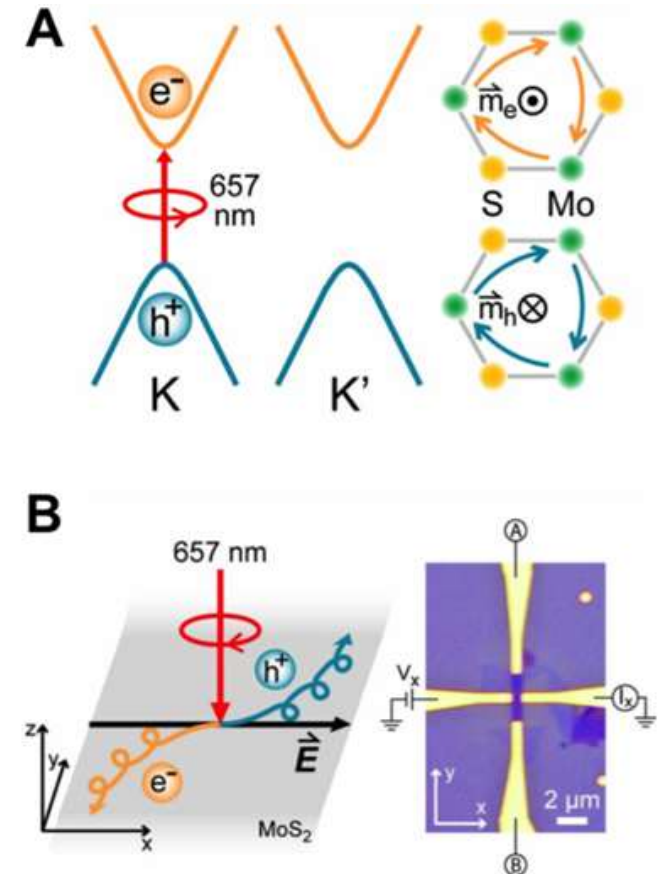 A
e⁻
657
nm
h⁺
K
K'
m⃗ₑ
S
Mo
m⃗ₕ
B
657 nm
h⁺
E⃗
e⁻
z
y
x
MoS₂
A
Vₓ
Iₓ
y
x
2 μm
B